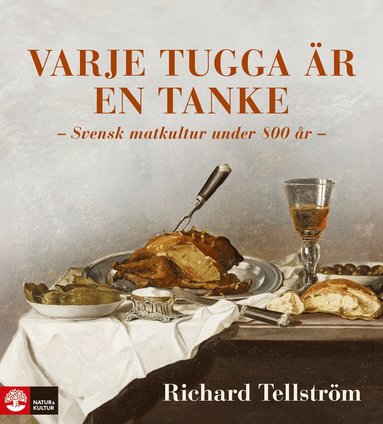 VARJE TUGGA ÄR
EN TANKE
– Svensk matkultur under 800 år –
Richard Tellström
NATUR &
KULTUR